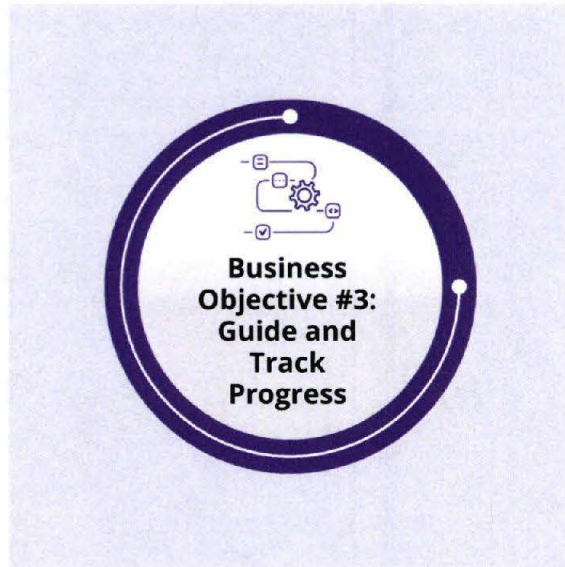 Business
Objective #3:
Guide and
Track
Progress